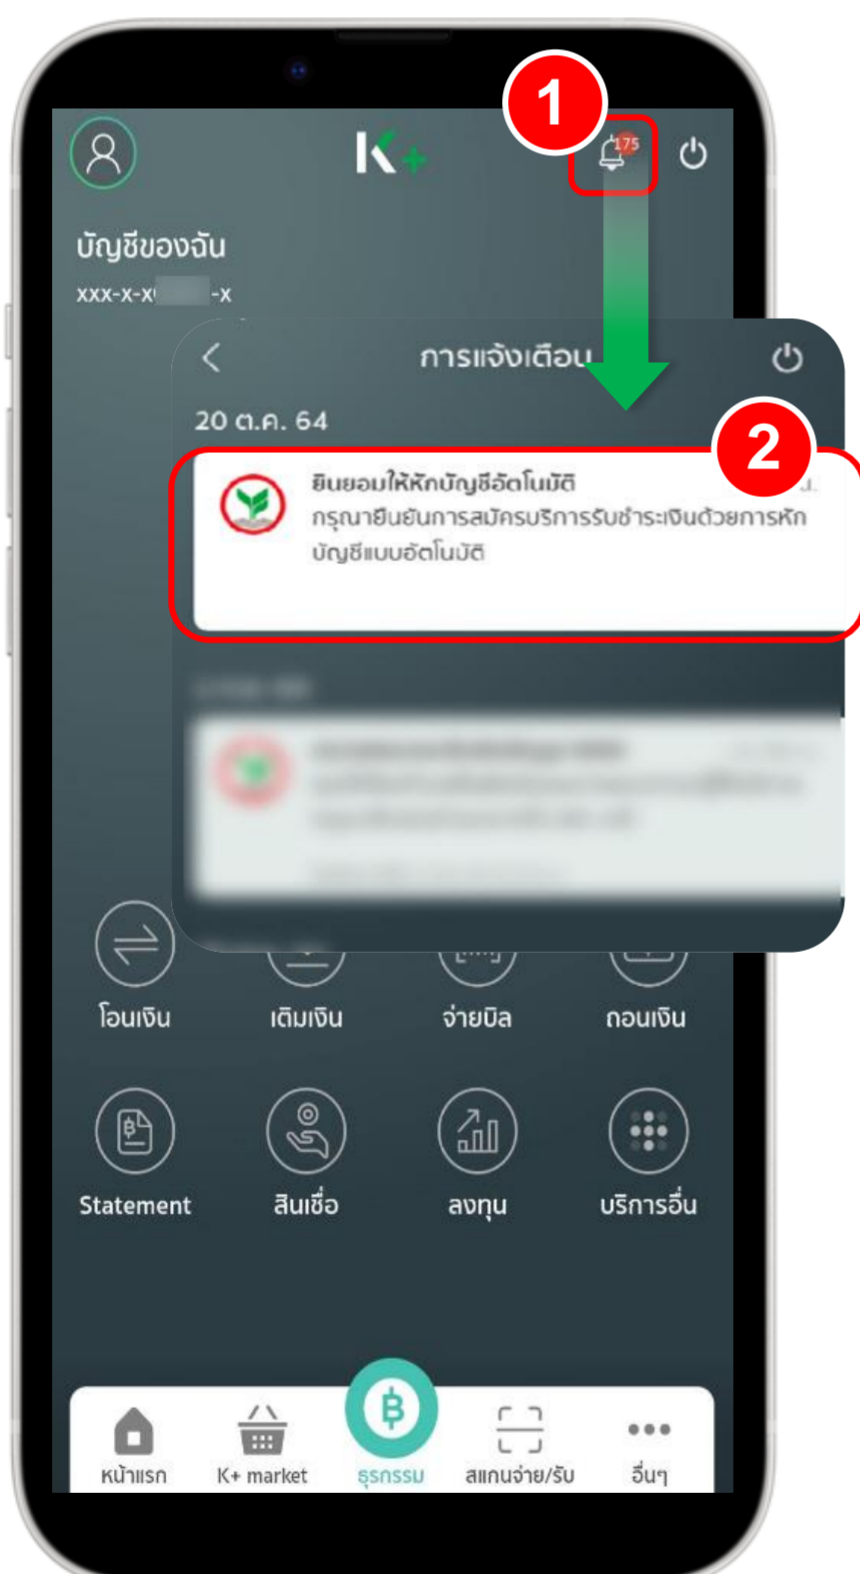 1
K+
175
บัญชีของฉัน
xxx-x-x -x
การแจ้งเตือน
20 ต.ค. 64
2
ยินยอมให้หักบัญชีอัตโนมัติ
น.
กรุณายืนยันการสมัครบริการรับชำระเงินด้วยการหัก
บัญชีแบบอัตโนมัติ
โอนเงิน
เติมเงิน
จ่ายบิล
ถอนเงิน
Statement
สินเชื่อ
ลงทุน
บริการอื่น
หน้าแรก
K+ market
ธุรกรรม
สแกนจ่าย/รับ
อื่นๆ